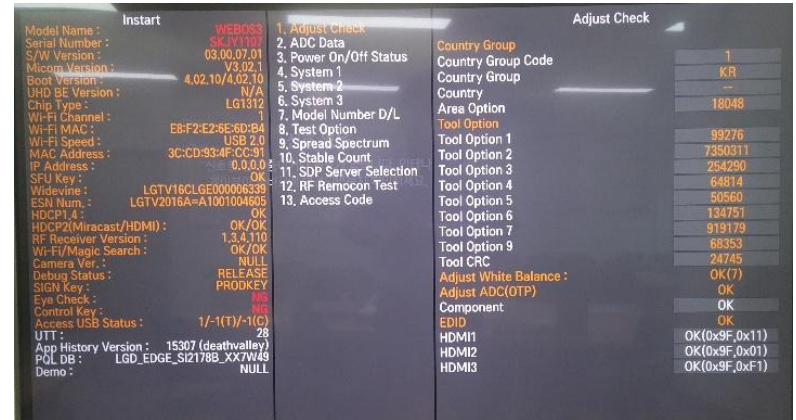 Instart
Model Name : WEBOS3
Serial Number : SKJY1107
S/W Version : 03.00.07.01
Micom Version : V3.02.1
Boot Version : 4.02.10/4.02.10
UHD BE Version : N/A
Chip Type : LG1312
Wi-Fi Channel : 1
Wi-Fi MAC : E8:F2:E2:6E:6D:B4
Wi-Fi Speed : USB 2.0
MAC Address : 3C:CD:93:4F:CC:91
IP Address : 0.0.0.0
SFU Key : OK
Widevine : LGTV16CLGE000006339
ESN Num. : LGTV2016A=A1001004605
HDCP1.4 : OK
HDCP2(Miracast/HDMI) : OK/OK
RF Receiver Version : 1.3.4.110
Wi-Fi/Magic Search : OK/OK
Camera Ver. : NULL
Debug Status : RELEASE
SIGN Key : PRODKEY
Eye Check : NG
Control Key : NG
Access USB Status : 1/-1(T)/-1(C)
UTT : 28
App History Version : 15307 (deathvalley)
PQL DB : LGD_EDGE_SI2178B_XX7W49
Demo : NULL
1. Adjust Check
2. ADC Data
3. Power On/Off Status
4. System 1
5. System 2
6. System 3
7. Model Number D/L
8. Test Option
9. Spread Spectrum
10. Stable Count
11. SDP Server Selection
12. RF Remocon Test
13. Access Code
Adjust Check
Country Group
Country Group Code 1
Country Group KR
Country --
Area Option 18048
Tool Option
Tool Option 1 99276
Tool Option 2 7350311
Tool Option 3 254290
Tool Option 4 64814
Tool Option 5 50560
Tool Option 6 134751
Tool Option 7 919179
Tool Option 9 68353
Tool CRC 24745
Adjust White Balance : OK(7)
Adjust ADC(OTP) OK
Component OK
EDID OK
HDMI1 OK(0x9F,0x11)
HDMI2 OK(0x9F,0x01)
HDMI3 OK(0x9F,0xF1)